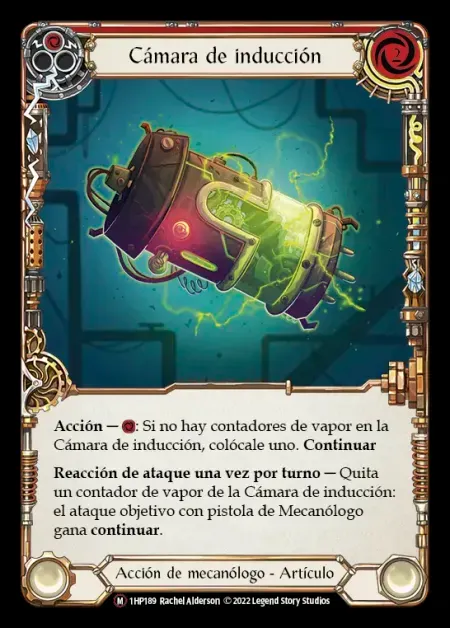 Cámara de inducción
2
Acción — : Si no hay contadores de vapor en la
Cámara de inducción, colócale uno. Continuar
Reacción de ataque una vez por turno — Quita
un contador de vapor de la Cámara de inducción:
el ataque objetivo con pistola de Mecanólogo
gana continuar.
Acción de mecanólogo - Artículo
M 1HP189 Rachel Alderson © 2022 Legend Story Studios